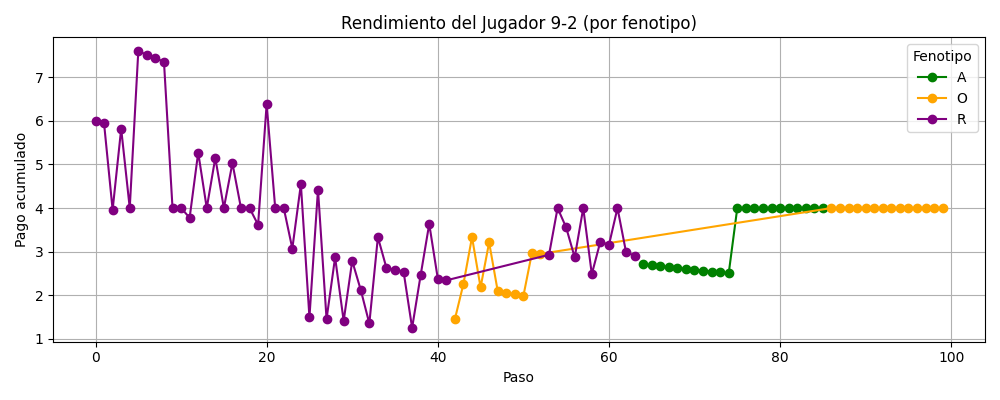 Rendimiento del Jugador 9-2 (por fenotipo)
Pago acumulado
7
6
5
4
3
2
1
0
20
40
60
80
100
Paso
Fenotipo
A
O
R